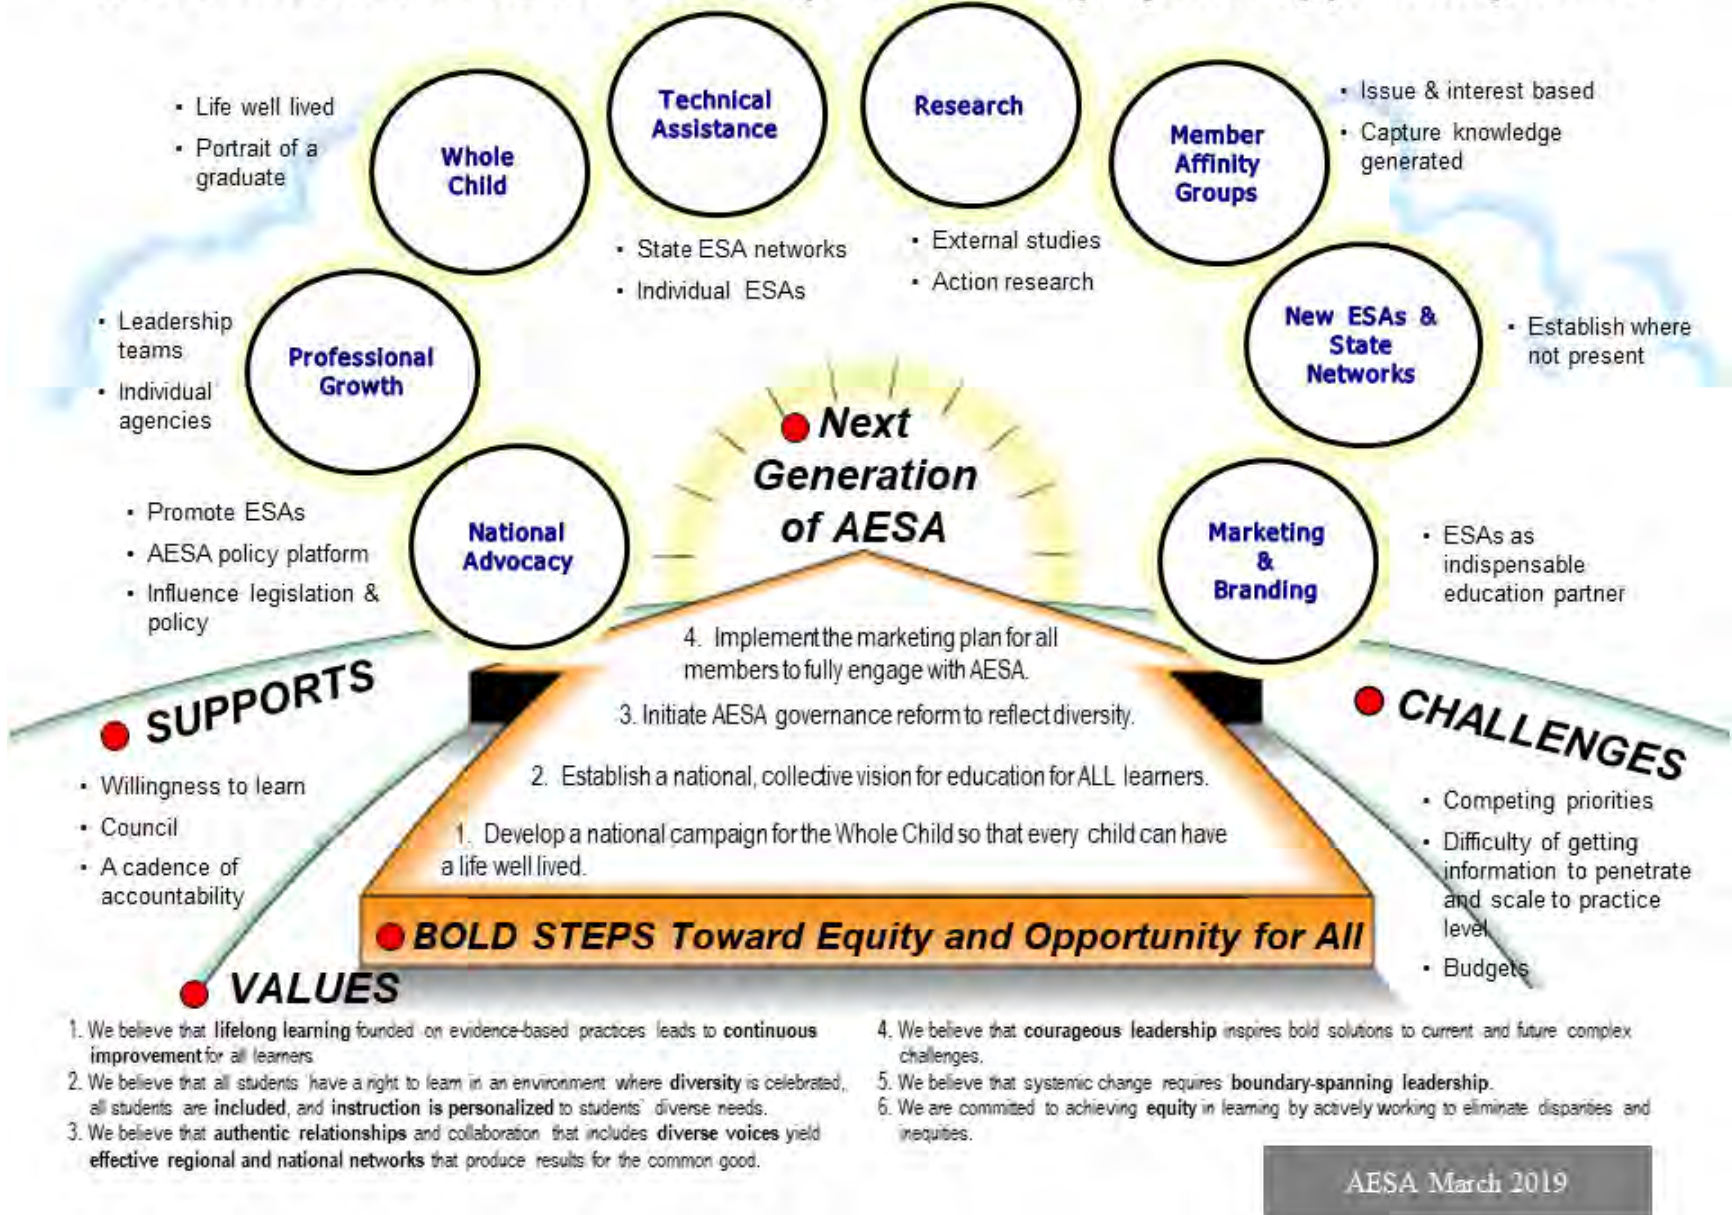 Technical
Assistance
Research
Whole
Child
Member
Affinity
Groups
• Life well lived
• Portrait of a
graduate
• Issue & interest based
• Capture knowledge
generated
• State ESA networks
• Individual ESAs
• External studies
• Action research
Professional
Growth
• Leadership
teams
• Individual
agencies
New ESAs &
State
Networks
• Establish where
not present
Next
Generation
of AESA
National
Advocacy
• Promote ESAs
• AESA policy platform
• Influence legislation &
policy
Marketing
&
Branding
• ESAs as
indispensable
education partner
4. Implement the marketing plan for all
members to fully engage with AESA.
3. Initiate AESA governance reform to reflect diversity.
2. Establish a national, collective vision for education for ALL learners.
1. Develop a national campaign for the Whole Child so that every child can have
a life well lived.
SUPPORTS
• Willingness to learn
• Council
• A cadence of
accountability
CHALLENGES
• Competing priorities
• Difficulty of getting
information to penetrate
and scale to practice
level
• Budgets
BOLD STEPS Toward Equity and Opportunity for All
VALUES
1. We believe that lifelong learning founded on evidence-based practices leads to continuous
improvement for all learners
2. We believe that all students have a right to learn in an environment where diversity is celebrated,
all students are included, and instruction is personalized to students' diverse needs.
3. We believe that authentic relationships and collaboration that includes diverse voices yield
effective regional and national networks that produce results for the common good.
4. We believe that courageous leadership inspires bold solutions to current and future complex
challenges.
5. We believe that systemic change requires boundary-spanning leadership.
6. We are committed to achieving equity in learning by actively working to eliminate disparities and
inequities.
AESA March 2019